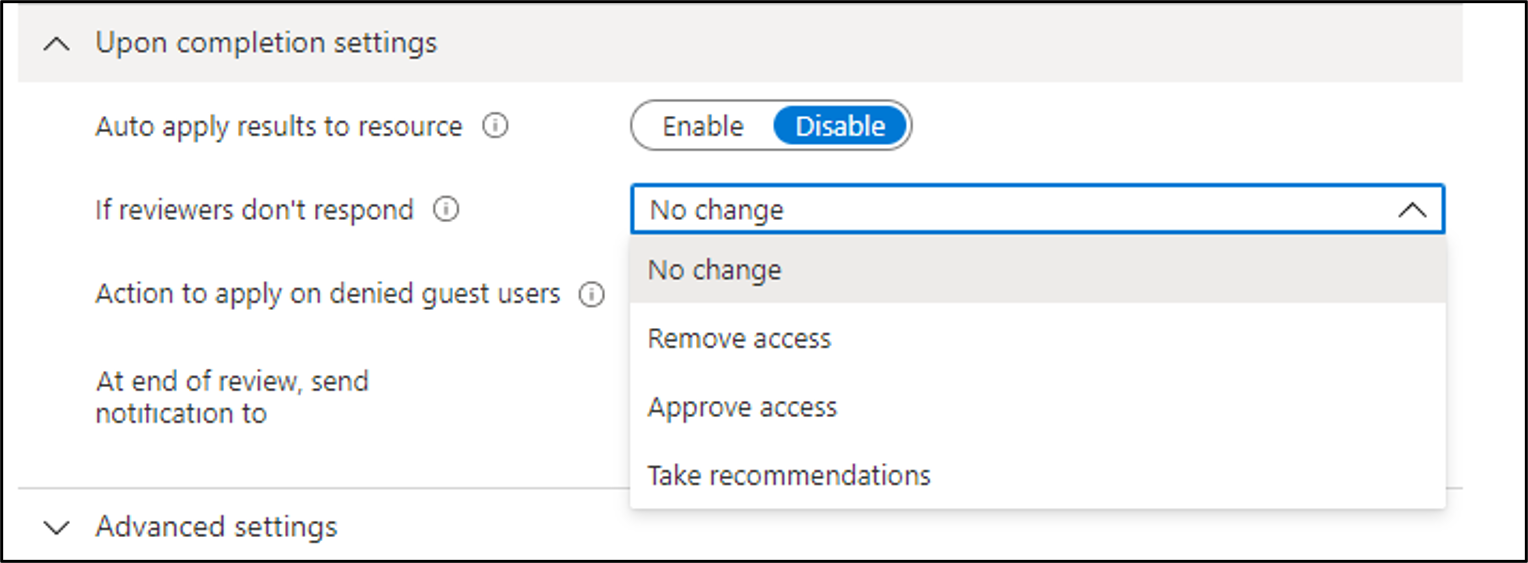 Upon completion settings
Auto apply results to resource
Enable
Disable
If reviewers don't respond
No change
No change
Action to apply on denied guest users
Remove access
At end of review, send
notification to
Approve access
Take recommendations
Advanced settings